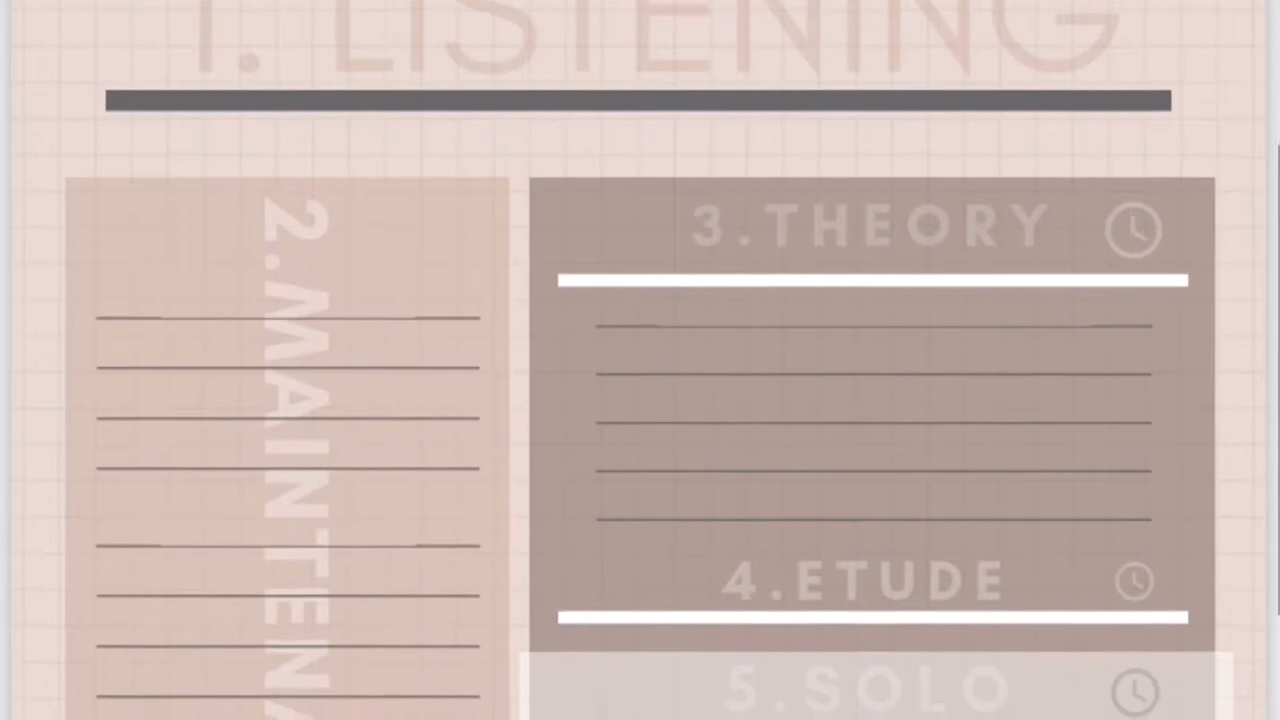 1. LISTENING
2.MAINTENA
3.THEORY
4.ETUDE
5.SOLO